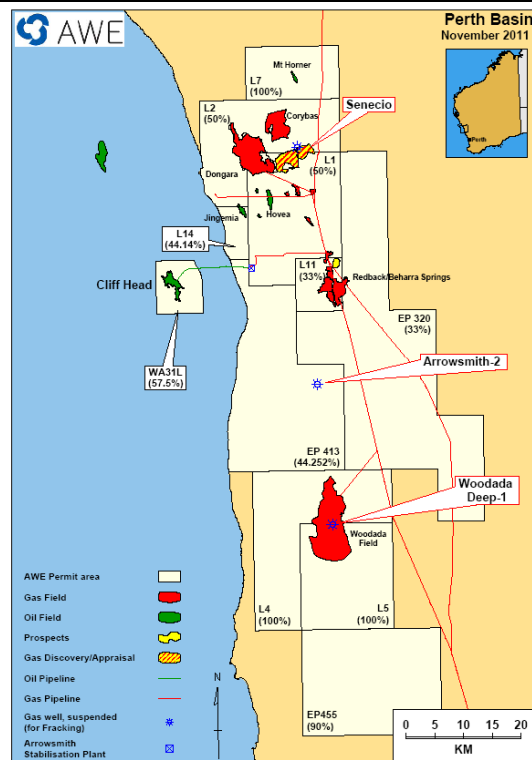 AWE
Perth Basin
November 2011
Perth
Mt Horner
L7
(100%)
Senecio
L2
(50%)
Corybas
L1
(50%)
Dongara
Jingemia
Hovea
L14
(44.14%)
Cliff Head
L11
(33%)
Redback/Beharra Springs
EP 320
(33%)
WA31L
(57.5%)
Arrowsmith-2
EP 413
(44.252%)
Woodada
Deep-1
Woodada
Field
L4
(100%)
L5
(100%)
EP455
(90%)
AWE Permit area
Gas Field
Oil Field
Prospects
Gas Discovery/Appraisal
Oil Pipeline
Gas Pipeline
Gas well, suspended
(for Fracking)
Arrowsmith
Stabilisation Plant
N
0 5 10 15 20
KM